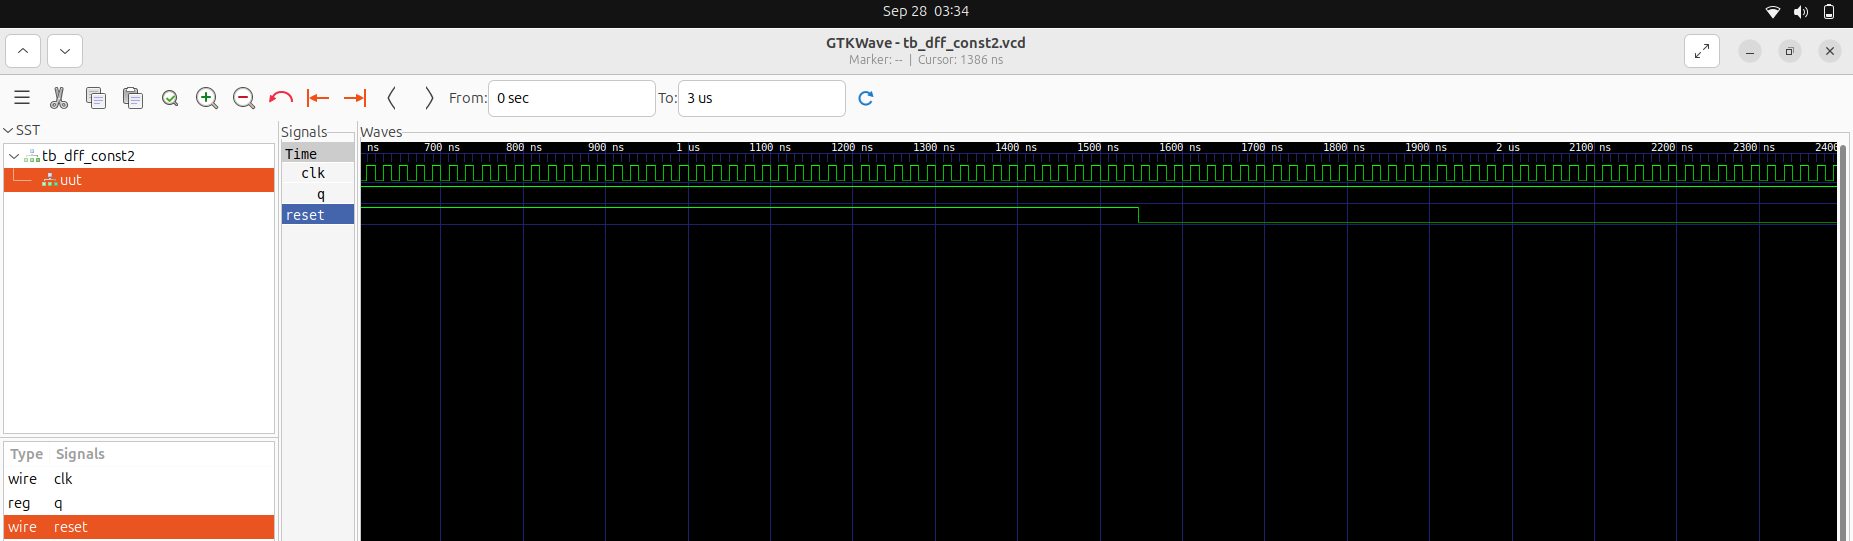 Sep 28 03:34
GTKWave - tb_dff_const2.vcd
Marker: -- | Cursor: 1386 ns
From: 0 sec To: 3 us
SST
tb_dff_const2
uut
Type Signals
wire clk
reg q
wire reset
Signals
Time
clk
q
reset
Waves
ns 700 ns 800 ns 900 ns 1 us 1100 ns 1200 ns 1300 ns 1400 ns 1500 ns 1600 ns 1700 ns 1800 ns 1900 ns 2 us 2100 ns 2200 ns 2300 ns 2400